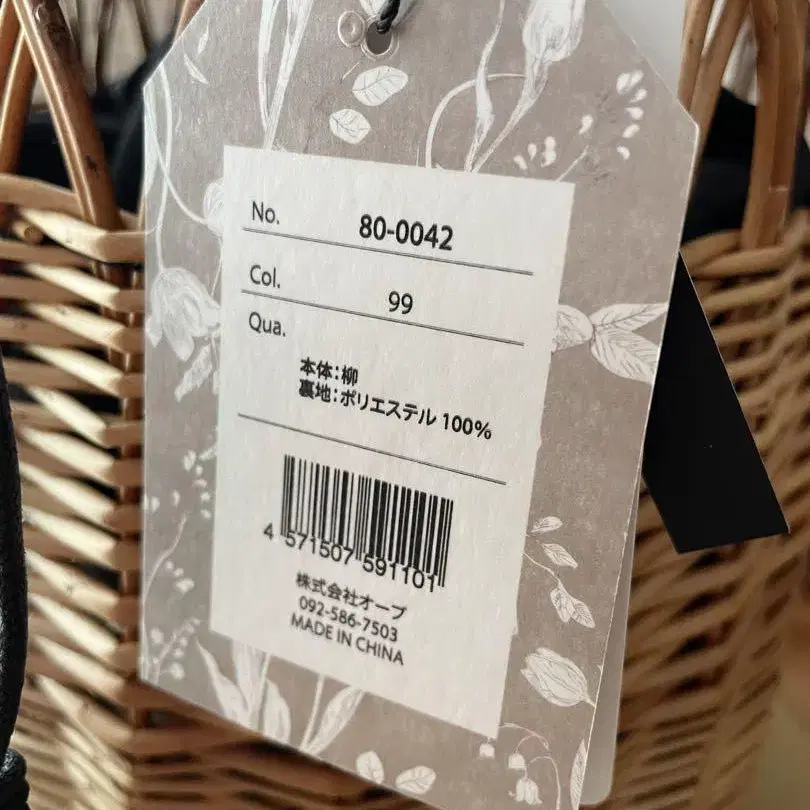 No. 80-0042
Col. 99
Qua.
本体:柳
裏地:ポリエステル 100%
4 571507 591101
株式会社オーブ
092-586-7503
MADE IN CHINA